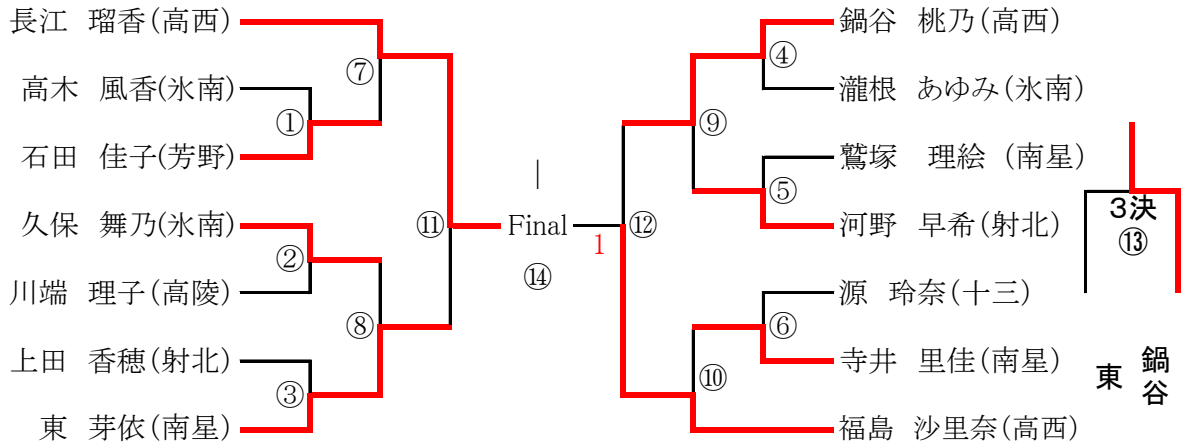 長江 瑠香(高西)
高木 風香(氷南)
石田 佳子(芳野)
久保 舞乃(氷南)
川端 理子(高陵)
上田 香穂(射北)
東 芽依(南星)
⑦
①
②
⑧
③
⑪
｜
Final
1
⑭
⑫
④
⑨
⑤
⑥
⑩
鍋谷 桃乃(高西)
瀧根 あゆみ(氷南)
鷲塚 理絵 (南星)
河野 早希(射北)
源 玲奈(十三)
寺井 里佳(南星)
福島 沙里奈(高西)
3決
⑬
東
鍋谷